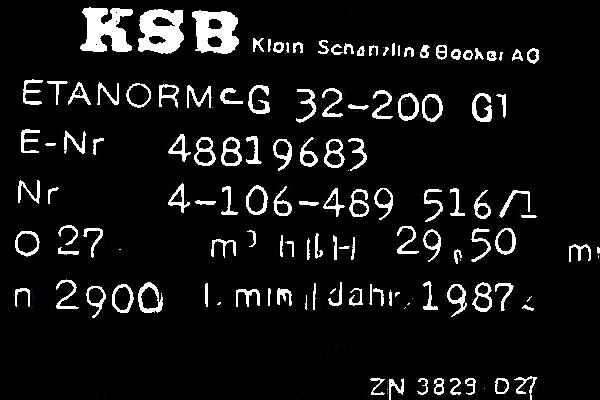 KSB Klein Schanzlin & Becker AG
ETANORM G 32-200 G1
E-Nr 48819683
Nr 4-106-489 516/1
Q 27 m³/h H 29,50 m
n 2900 1/min Jahr 1987
ZN 3829 D27